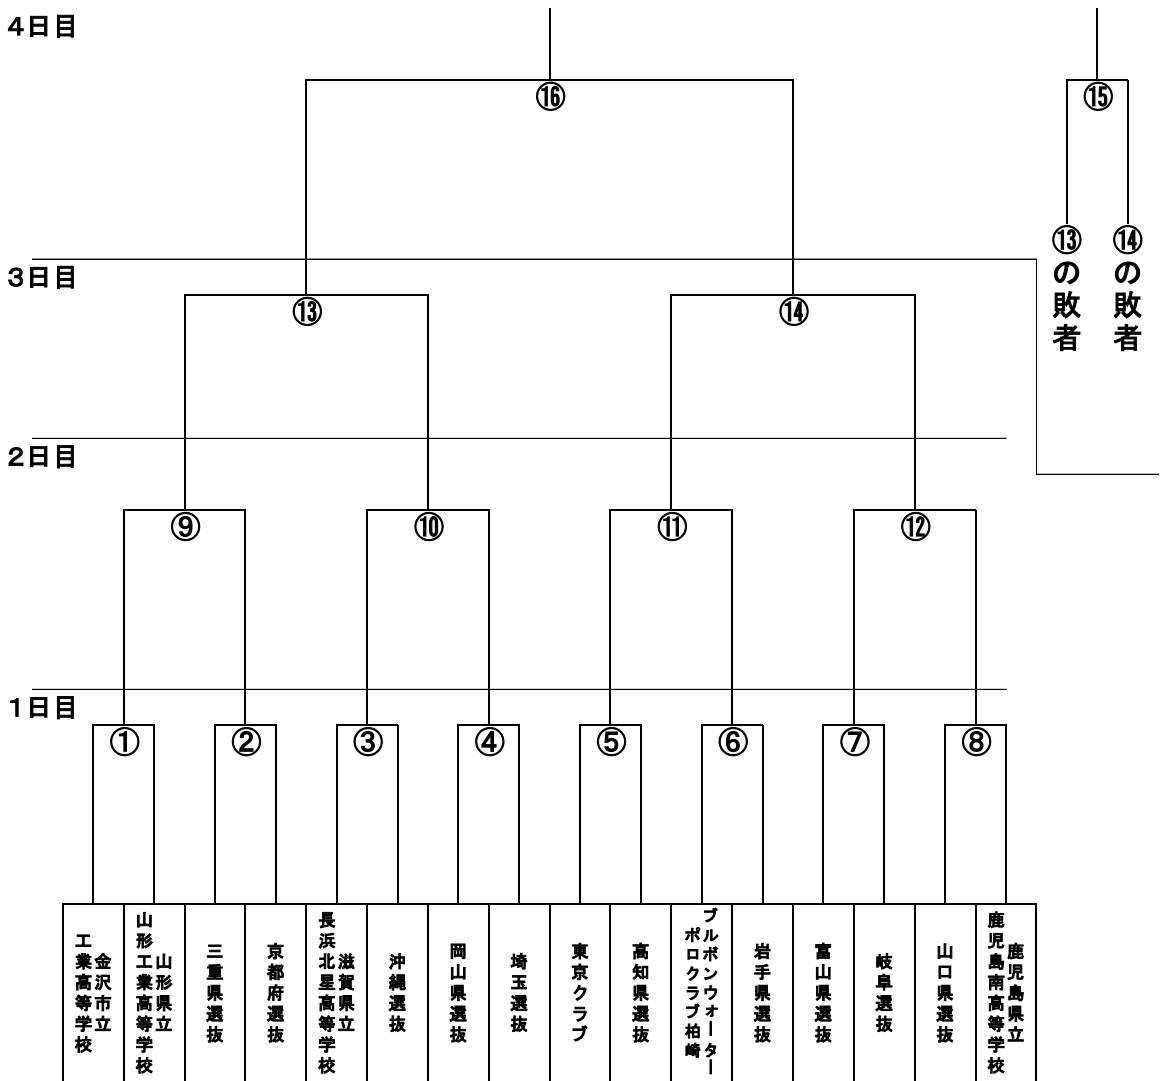 4日目
⑯
⑮
⑬の敗者
⑭の敗者
3日目
⑬
⑭
2日目
⑨
⑩
⑪
⑫
1日目
①
②
③
④
⑤
⑥
⑦
⑧
金沢市立
工業高等学校
山形県立
山形工業高等学校
三重県選抜
京都府選抜
滋賀県立
長浜北星高等学校
沖縄選抜
岡山県選抜
埼玉選抜
東京クラブ
高知県選抜
ブルボンウォーター
ポロクラブ柏崎
岩手県選抜
富山県選抜
岐阜選抜
山口県選抜
鹿児島県立
鹿児島南高等学校